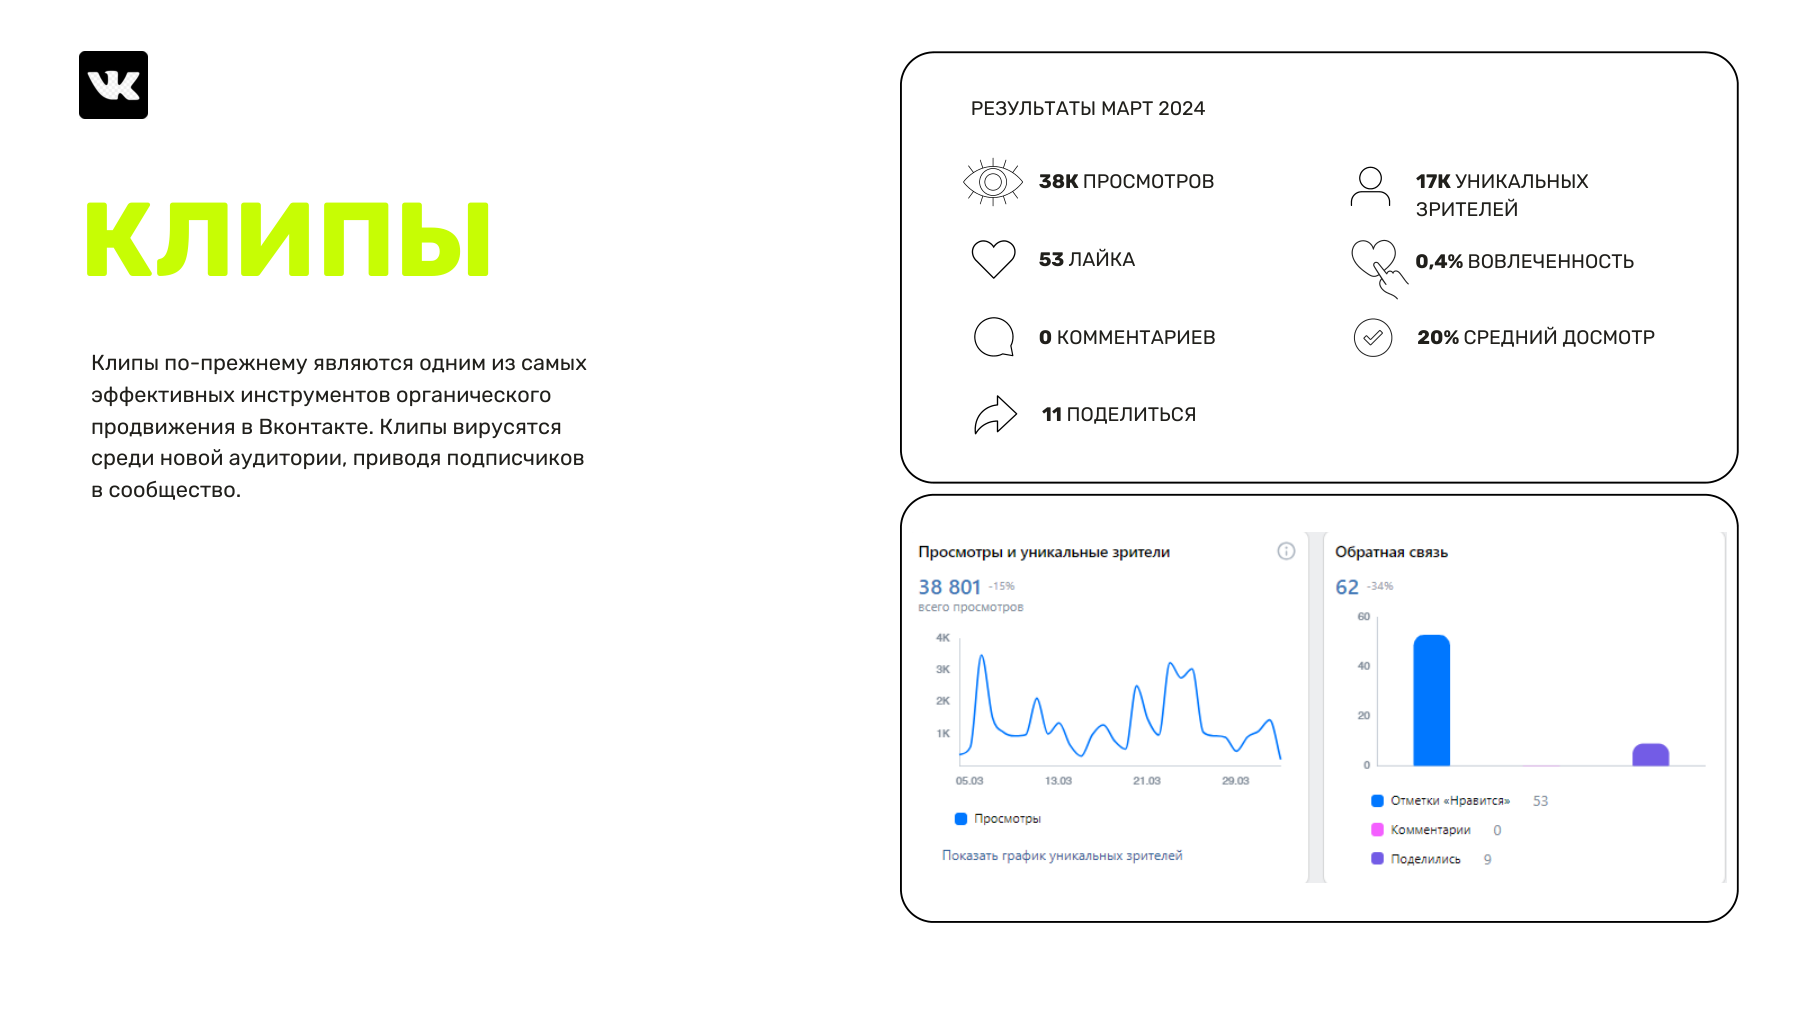 VK
КЛИПЫ
Клипы по-прежнему являются одним из самых
эффективных инструментов органического
продвижения в Вконтакте. Клипы вирусятся
среди новой аудитории, приводя подписчиков
в сообщество.
РЕЗУЛЬТАТЫ МАРТ 2024
38К ПРОСМОТРОВ
17К УНИКАЛЬНЫХ
ЗРИТЕЛЕЙ
53 ЛАЙКА
0,4% ВОВЛЕЧЕННОСТЬ
0 КОММЕНТАРИЕВ
20% СРЕДНИЙ ДОСМОТР
11 ПОДЕЛИТЬСЯ
Просмотры и уникальные зрители
38 801 -15%
всего просмотров
4K
3K
2K
1K
05.03 13.03 21.03 29.03
Просмотры
Показать график уникальных зрителей
Обратная связь
62 -34%
60
40
20
0
Отметки «Нравится» 53
Комментарии 0
Поделились 9